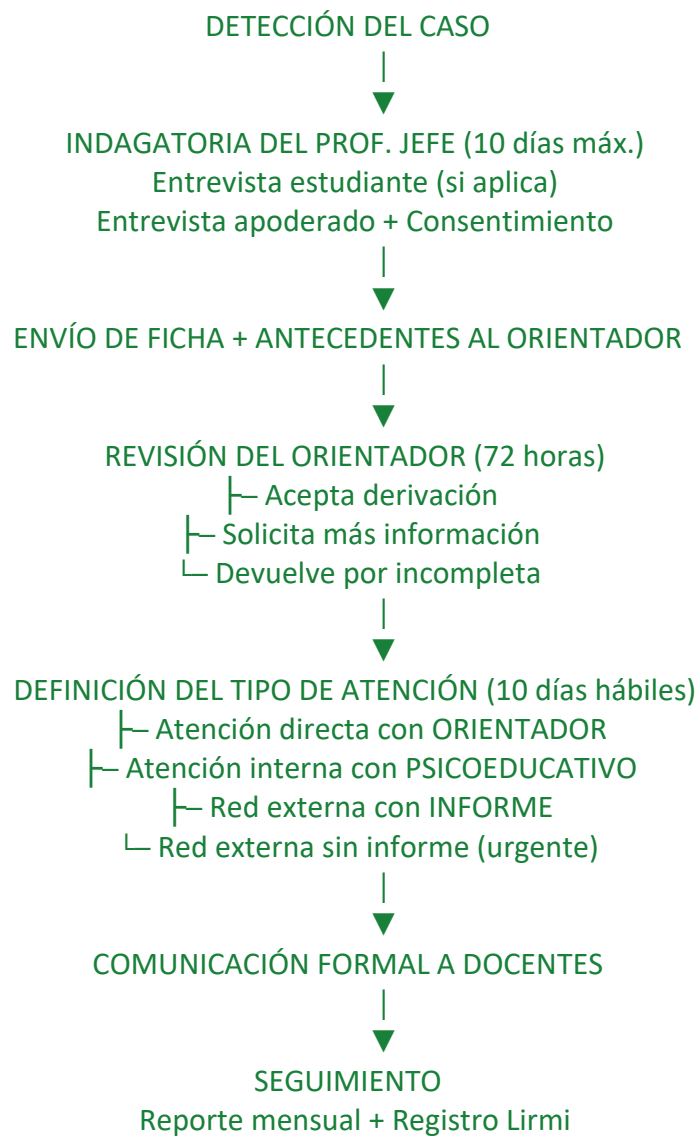 DETECCIÓN DEL CASO
│
▼
INDAGATORIA DEL PROF. JEFE (10 días máx.)
Entrevista estudiante (si aplica)
Entrevista apoderado + Consentimiento
│
▼
ENVÍO DE FICHA + ANTECEDENTES AL ORIENTADOR
│
▼
REVISIÓN DEL ORIENTADOR (72 horas)
├─ Acepta derivación
├─ Solicita más información
└─ Devuelve por incompleta
│
▼
DEFINICIÓN DEL TIPO DE ATENCIÓN (10 días hábiles)
├─ Atención directa con ORIENTADOR
├─ Atención interna con PSICOEDUCATIVO
├─ Red externa con INFORME
└─ Red externa sin informe (urgente)
│
▼
COMUNICACIÓN FORMAL A DOCENTES
│
▼
SEGUIMIENTO
Reporte mensual + Registro Lirmi